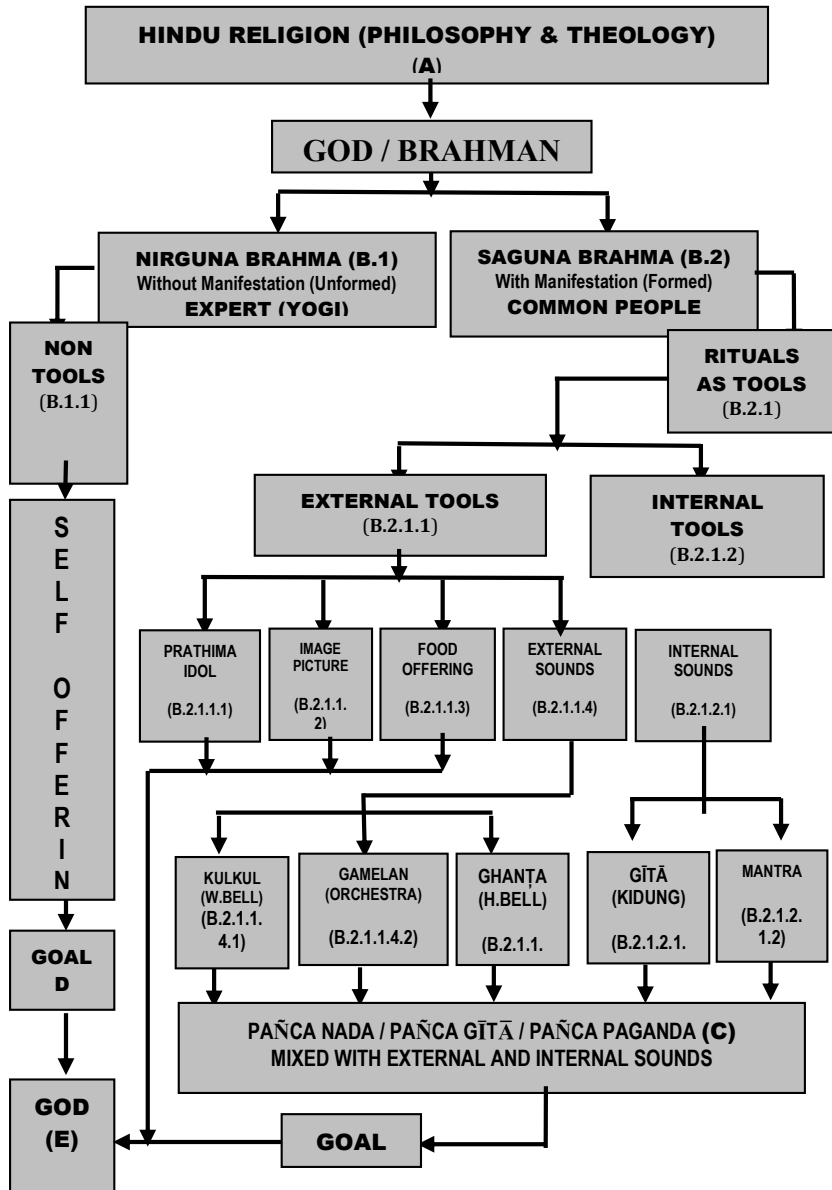 HINDU RELIGION (PHILOSOPHY & THEOLOGY)
(A)
GOD / BRAHMAN
NIRGUNA BRAHMA (B.1)
Without Manifestation (Unformed)
EXPERT (YOGI)
SAGUNA BRAHMA (B.2)
With Manifestation (Formed)
COMMON PEOPLE
NON
TOOLS
(B.1.1)
RITUALS
AS TOOLS
(B.2.1)
EXTERNAL TOOLS
(B.2.1.1)
INTERNAL
TOOLS
(B.2.1.2)
S
E
L
F
O
F
F
E
R
I
N
PRATHIMA
IDOL
(B.2.1.1.1)
IMAGE
PICTURE
(B.2.1.1.
2)
FOOD
OFFERING
(B.2.1.1.3)
EXTERNAL
SOUNDS
(B.2.1.1.4)
INTERNAL
SOUNDS
(B.2.1.2.1)
KULKUL
(W.BELL)
(B.2.1.1.
4.1)
GAMELAN
(ORCHESTRA)
(B.2.1.1.4.2)
GHANṬA
(H.BELL)
(B.2.1.1.
GĪTĀ
(KIDUNG)
(B.2.1.2.1.
MANTRA
(B.2.1.2.
1.2)
GOAL
D
PAÑCA NADA / PAÑCA GĪTĀ / PAÑCA PAGANDA (C)
MIXED WITH EXTERNAL AND INTERNAL SOUNDS
GOD
(E)
GOAL